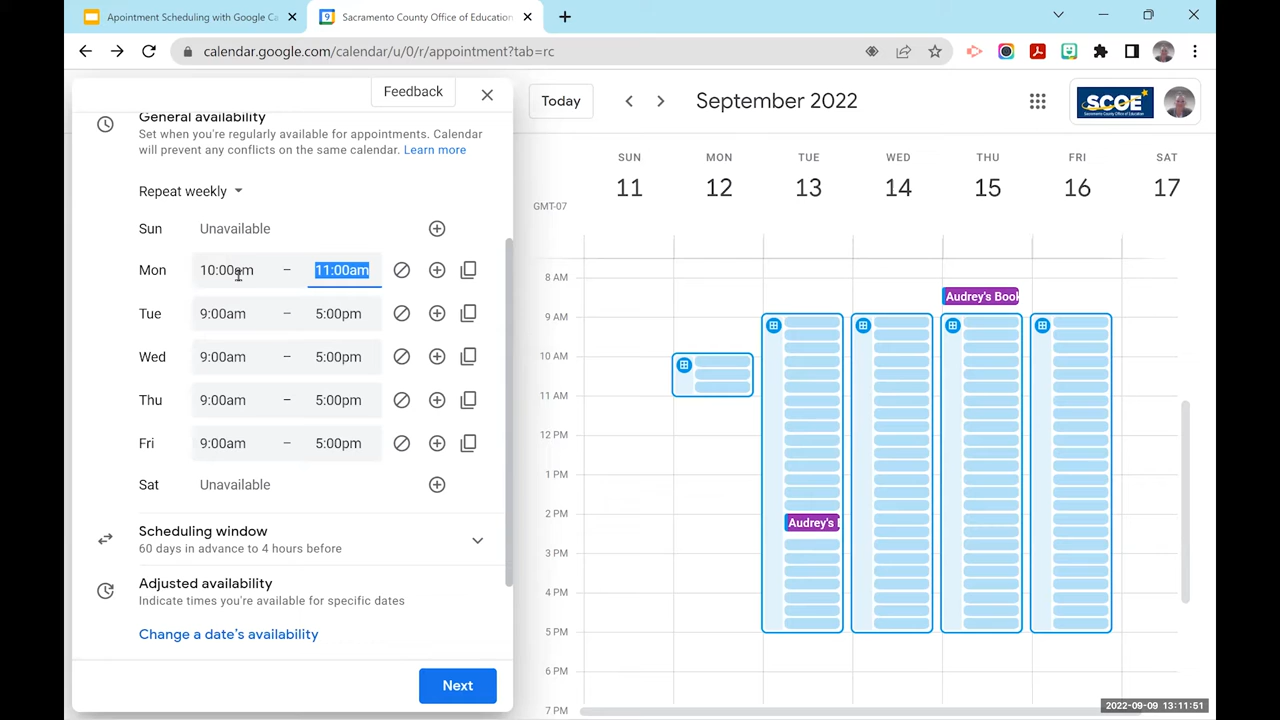 Apointment Scheduling with Google Ca
Sacramento County Office of Education
calendar.google.com/calendar/u/0/r/appointment?tab=rc
Feedback
Today
September 2022
SCOE
Sacramento County Office of Education
General availability
Set when you're regularly available for appointments. Calendar
will prevent any conflicts on the same calendar. Learn more
Repeat weekly
Sun Unavailable
Mon 10:00am – 11:00am
Tue 9:00am – 5:00pm
Wed 9:00am – 5:00pm
Thu 9:00am – 5:00pm
Fri 9:00am – 5:00pm
Sat Unavailable
Scheduling window
60 days in advance to 4 hours before
Adjusted availability
Indicate times you're available for specific dates
Change a date's availability
Next
SUN MON TUE WED THU FRI SAT
11 12 13 14 15 16 17
GMT-07
8 AM
Audrey's Book
9 AM
10 AM
11 AM
12 PM
1 PM
2 PM
Audrey's
3 PM
4 PM
5 PM
6 PM
7 PM
2022-09-09 13:11:51